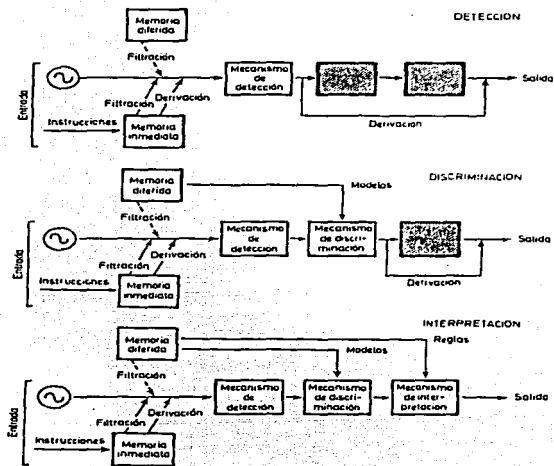 DETECCION
Memoria
diferida
Filtración
Entrada
Filtración
Derivación
Instrucciones
Memoria
inmediata
Mecanismo
de
detección
Derivación
Salida
DISCRIMINACION
Memoria
diferida
Modelos
Filtración
Entrada
Filtración
Derivación
Instrucciones
Memoria
inmediata
Mecanismo
de
detección
Mecanismo
de discri-
minación
Derivación
Salida
INTERPRETACION
Memoria
diferida
Reglas
Modelos
Filtración
Entrada
Filtración
Derivación
Instrucciones
Memoria
inmediata
Mecanismo
de
detección
Mecanismo
de discri-
minación
Mecanismo
de inter-
pretación
Salida